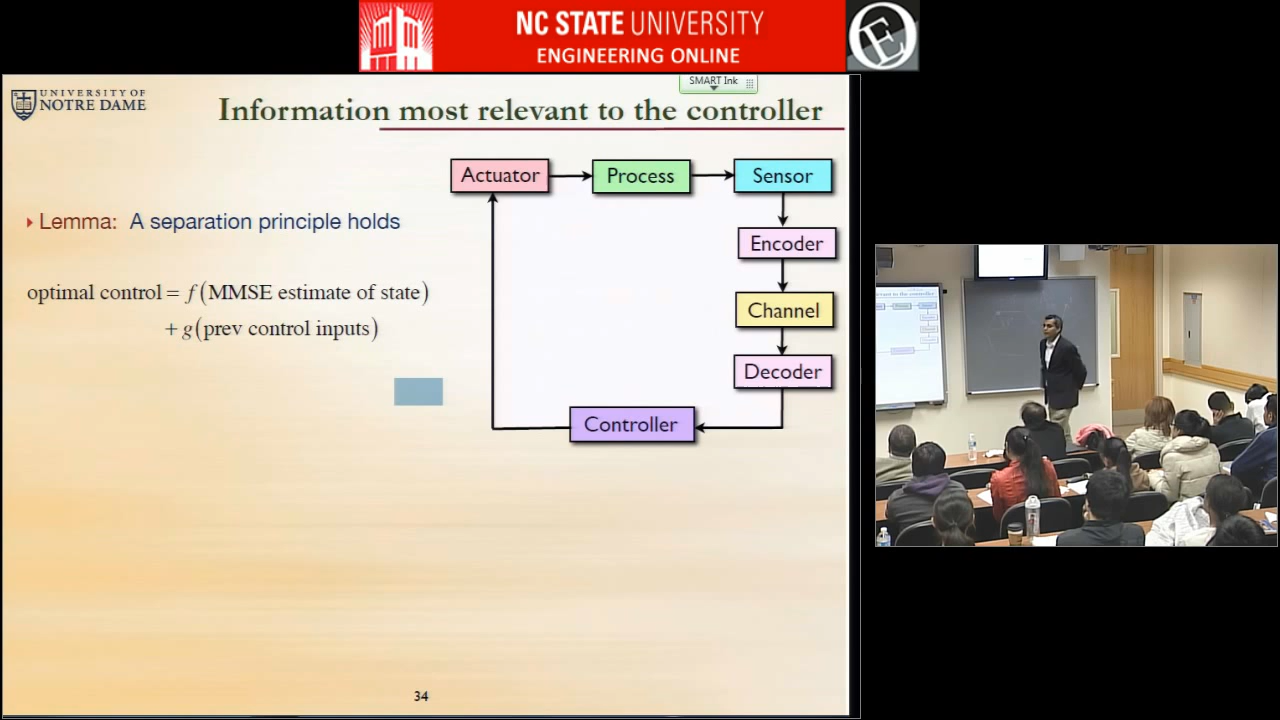 NC STATE UNIVERSITY
ENGINEERING ONLINE
SMART Ink
UNIVERSITY OF
NOTRE DAME
Information most relevant to the controller
Actuator
Process
Sensor
Lemma: A separation principle holds
Encoder
optimal control = f(MMSE estimate of state)
+ g(prev control inputs)
Channel
Decoder
Controller
34